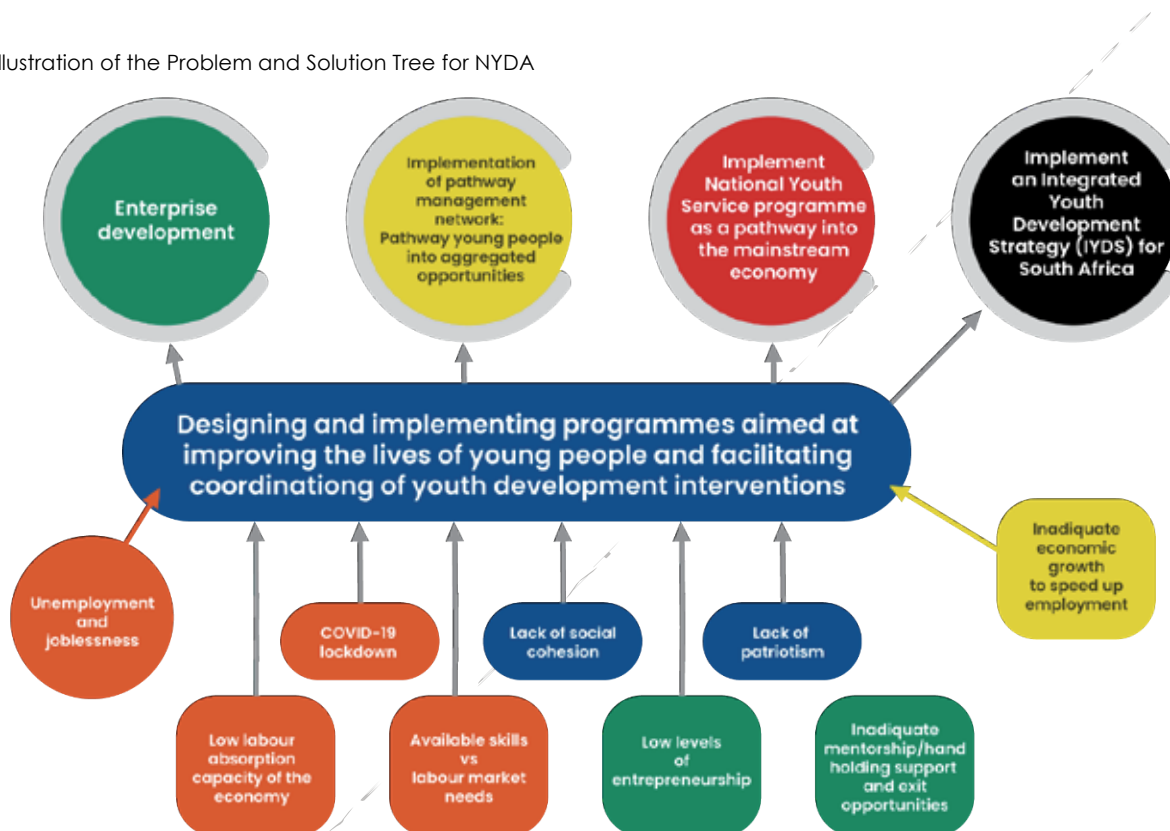 llustration of the Problem and Solution Tree for NYDA
Enterprise
development
Implementation
of pathway
management
network:
Pathway young people
into aggregated
opportunities
Implement
National Youth
Service programme
as a pathway into
the mainstream
economy
Implement
an Integrated
Youth
Development
Strategy (IYDS) for
South Africa
Designing and implementing programmes aimed at
improving the lives of young people and facilitating
coordinationg of youth development interventions
Unemployment
and
joblessness
COVID-19
lockdown
Lack of social
cohesion
Lack of
patriotism
Inadiquate
economic
growth
to speed up
employment
Low labour
absorption
capacity of the
economy
Available skills
vs
labour market
needs
Low levels
of
entrepreneurship
Inadiquate
mentorship/hand
holding support
and exit
opportunities